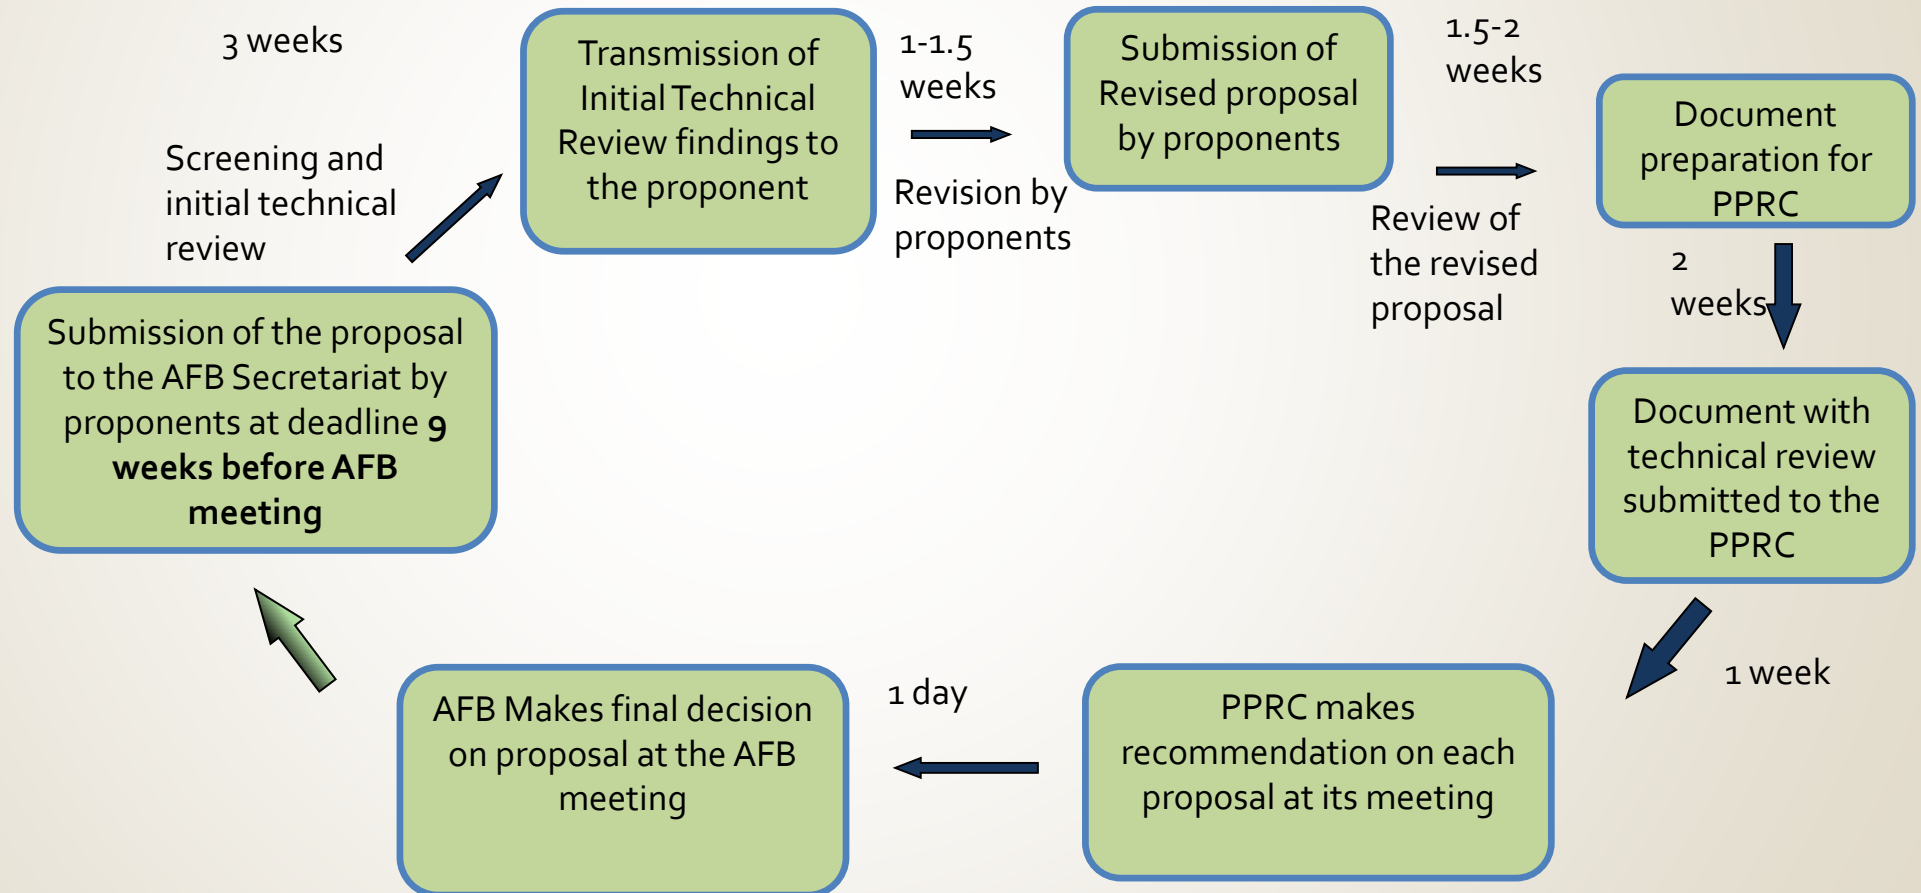 3 weeks
Screening and
initial technical
review
Transmission of
Initial Technical
Review findings to
the proponent
1-1.5
weeks
Revision by
proponents
Submission of
Revised proposal
by proponents
1.5-2
weeks
Review of
the revised
proposal
Document
preparation for
PPRC
2
weeks
Submission of the proposal
to the AFB Secretariat by
proponents at deadline 9
weeks before AFB
meeting
Document with
technical review
submitted to the
PPRC
1 week
PPRC makes
recommendation on each
proposal at its meeting
1 day
AFB Makes final decision
on proposal at the AFB
meeting